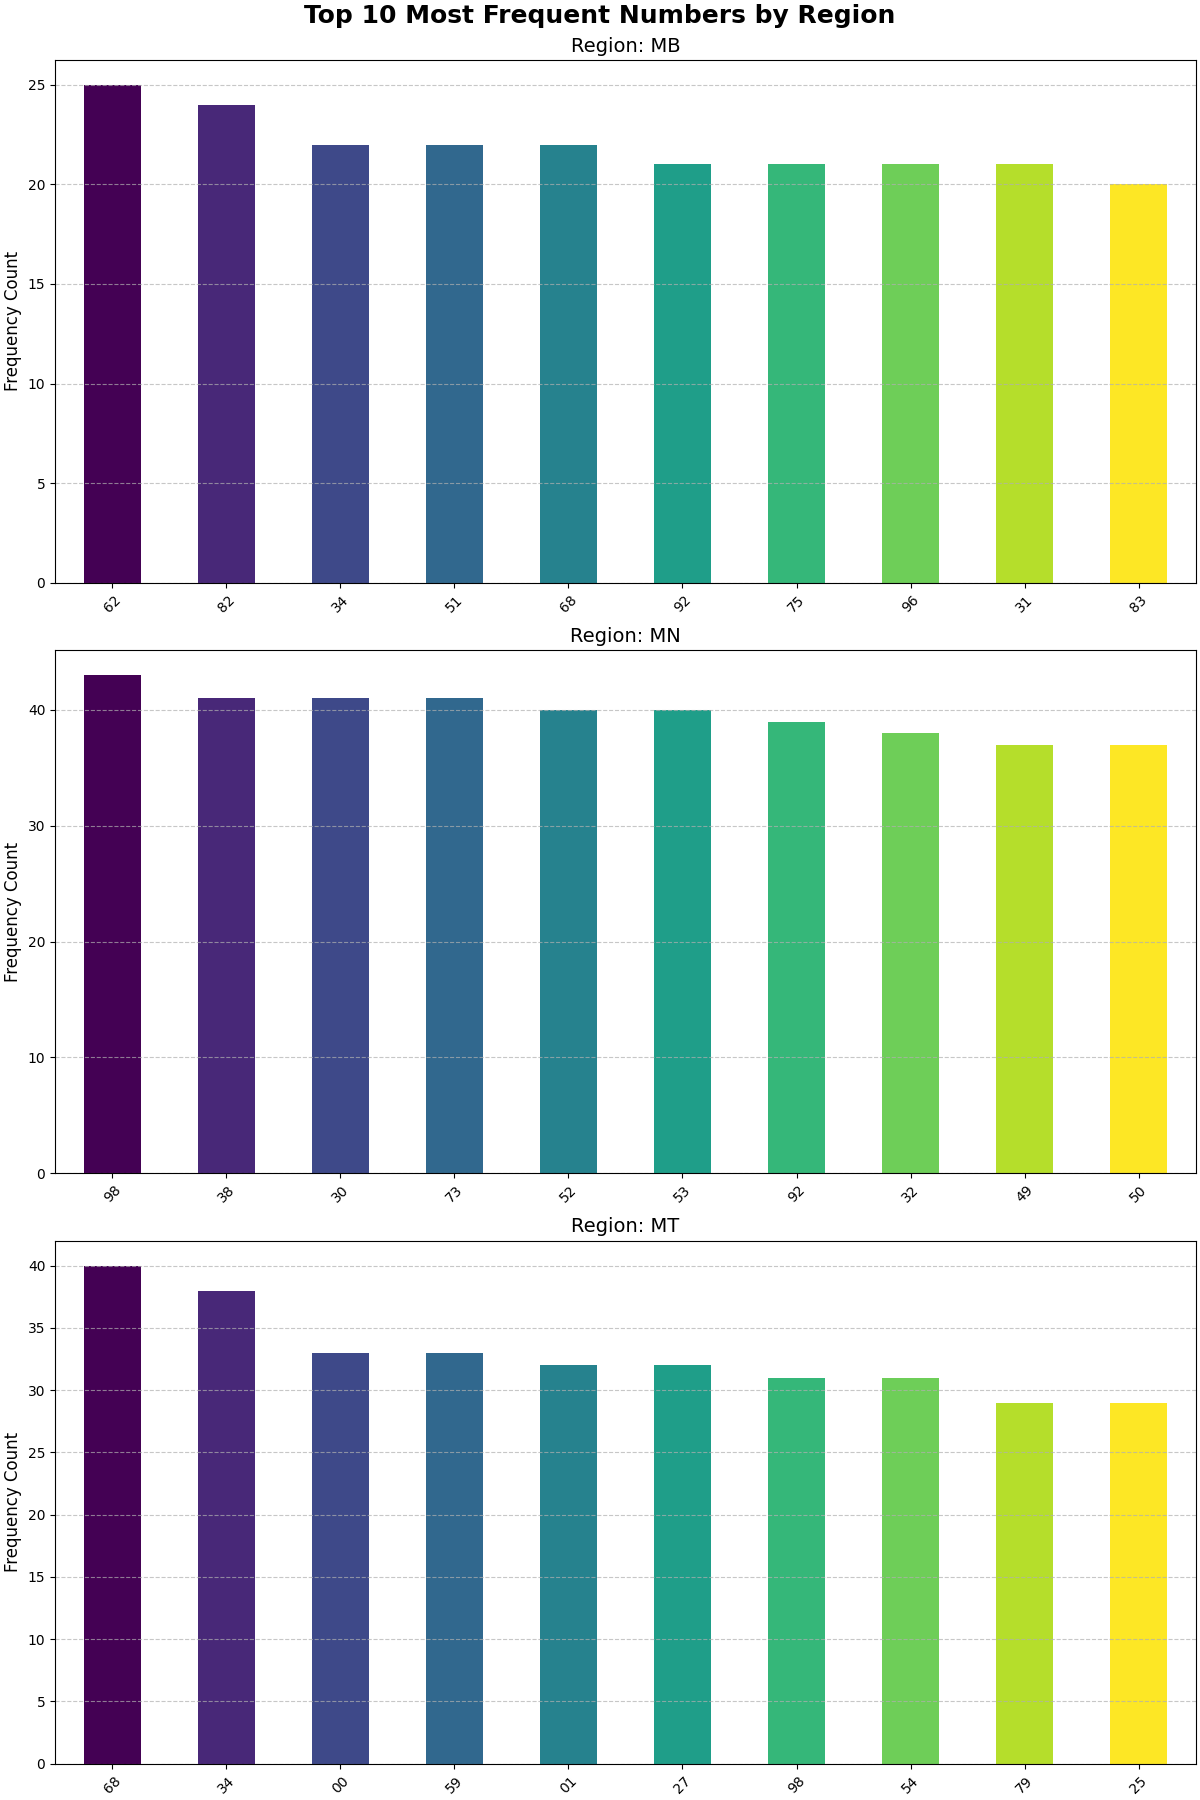 Top 10 Most Frequent Numbers by Region
Region: MB
Frequency Count
25
20
15
10
5
0
62 82 34 51 68 92 75 96 31 83
Region: MN
Frequency Count
40
30
20
10
0
98 38 30 73 52 53 92 32 49 50
Region: MT
Frequency Count
40
35
30
25
20
15
10
5
0
68 34 00 59 01 27 98 54 79 25